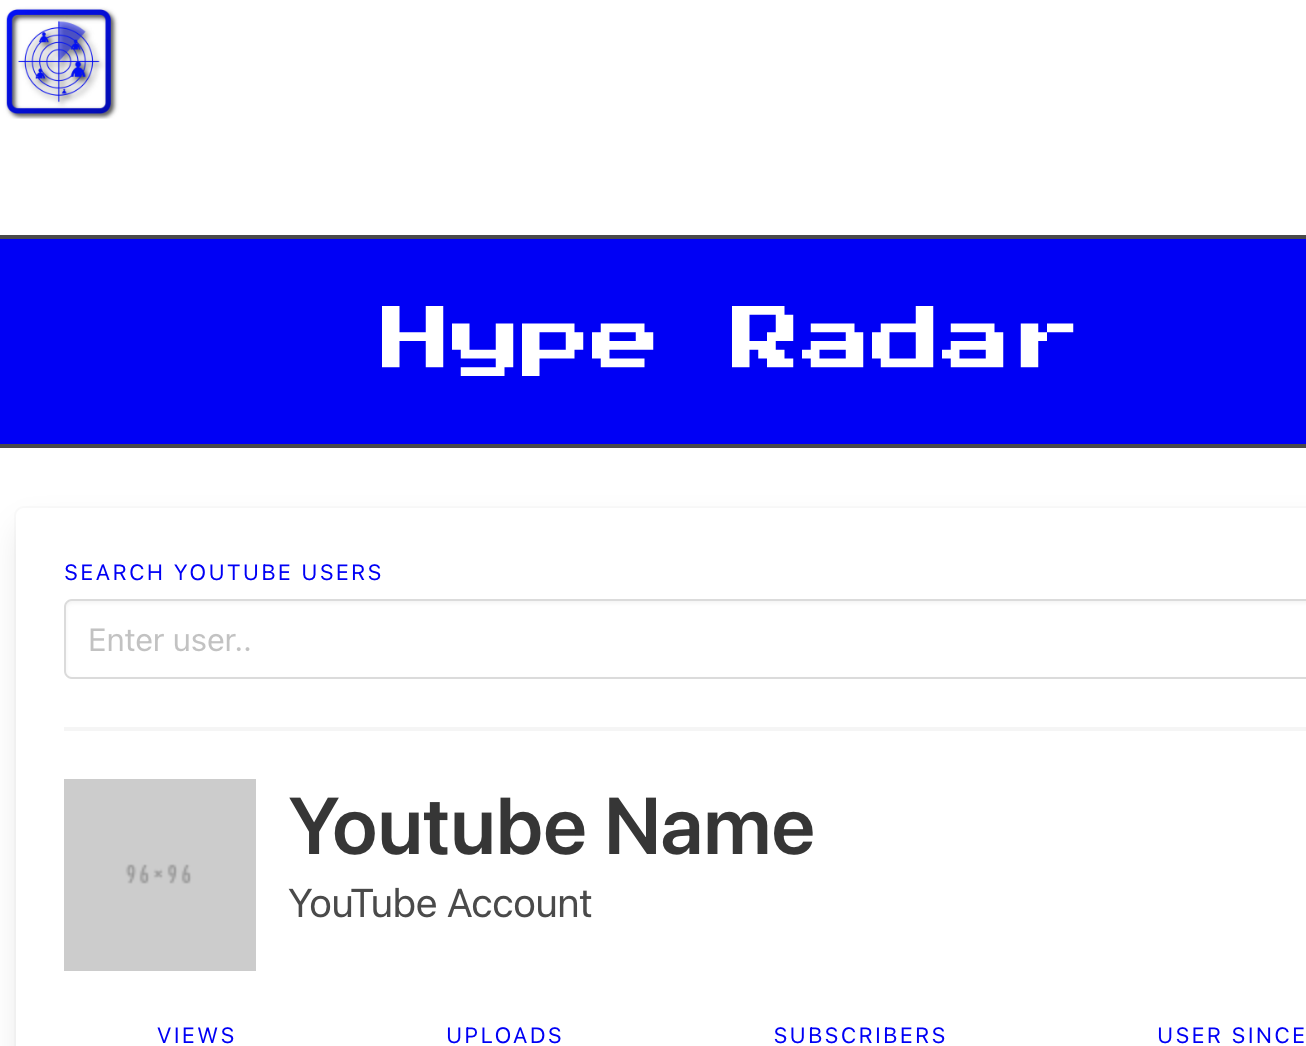 Hype Radar
SEARCH YOUTUBE USERS
Enter user..
96×96
Youtube Name
YouTube Account
VIEWS UPLOADS SUBSCRIBERS USER SINCE